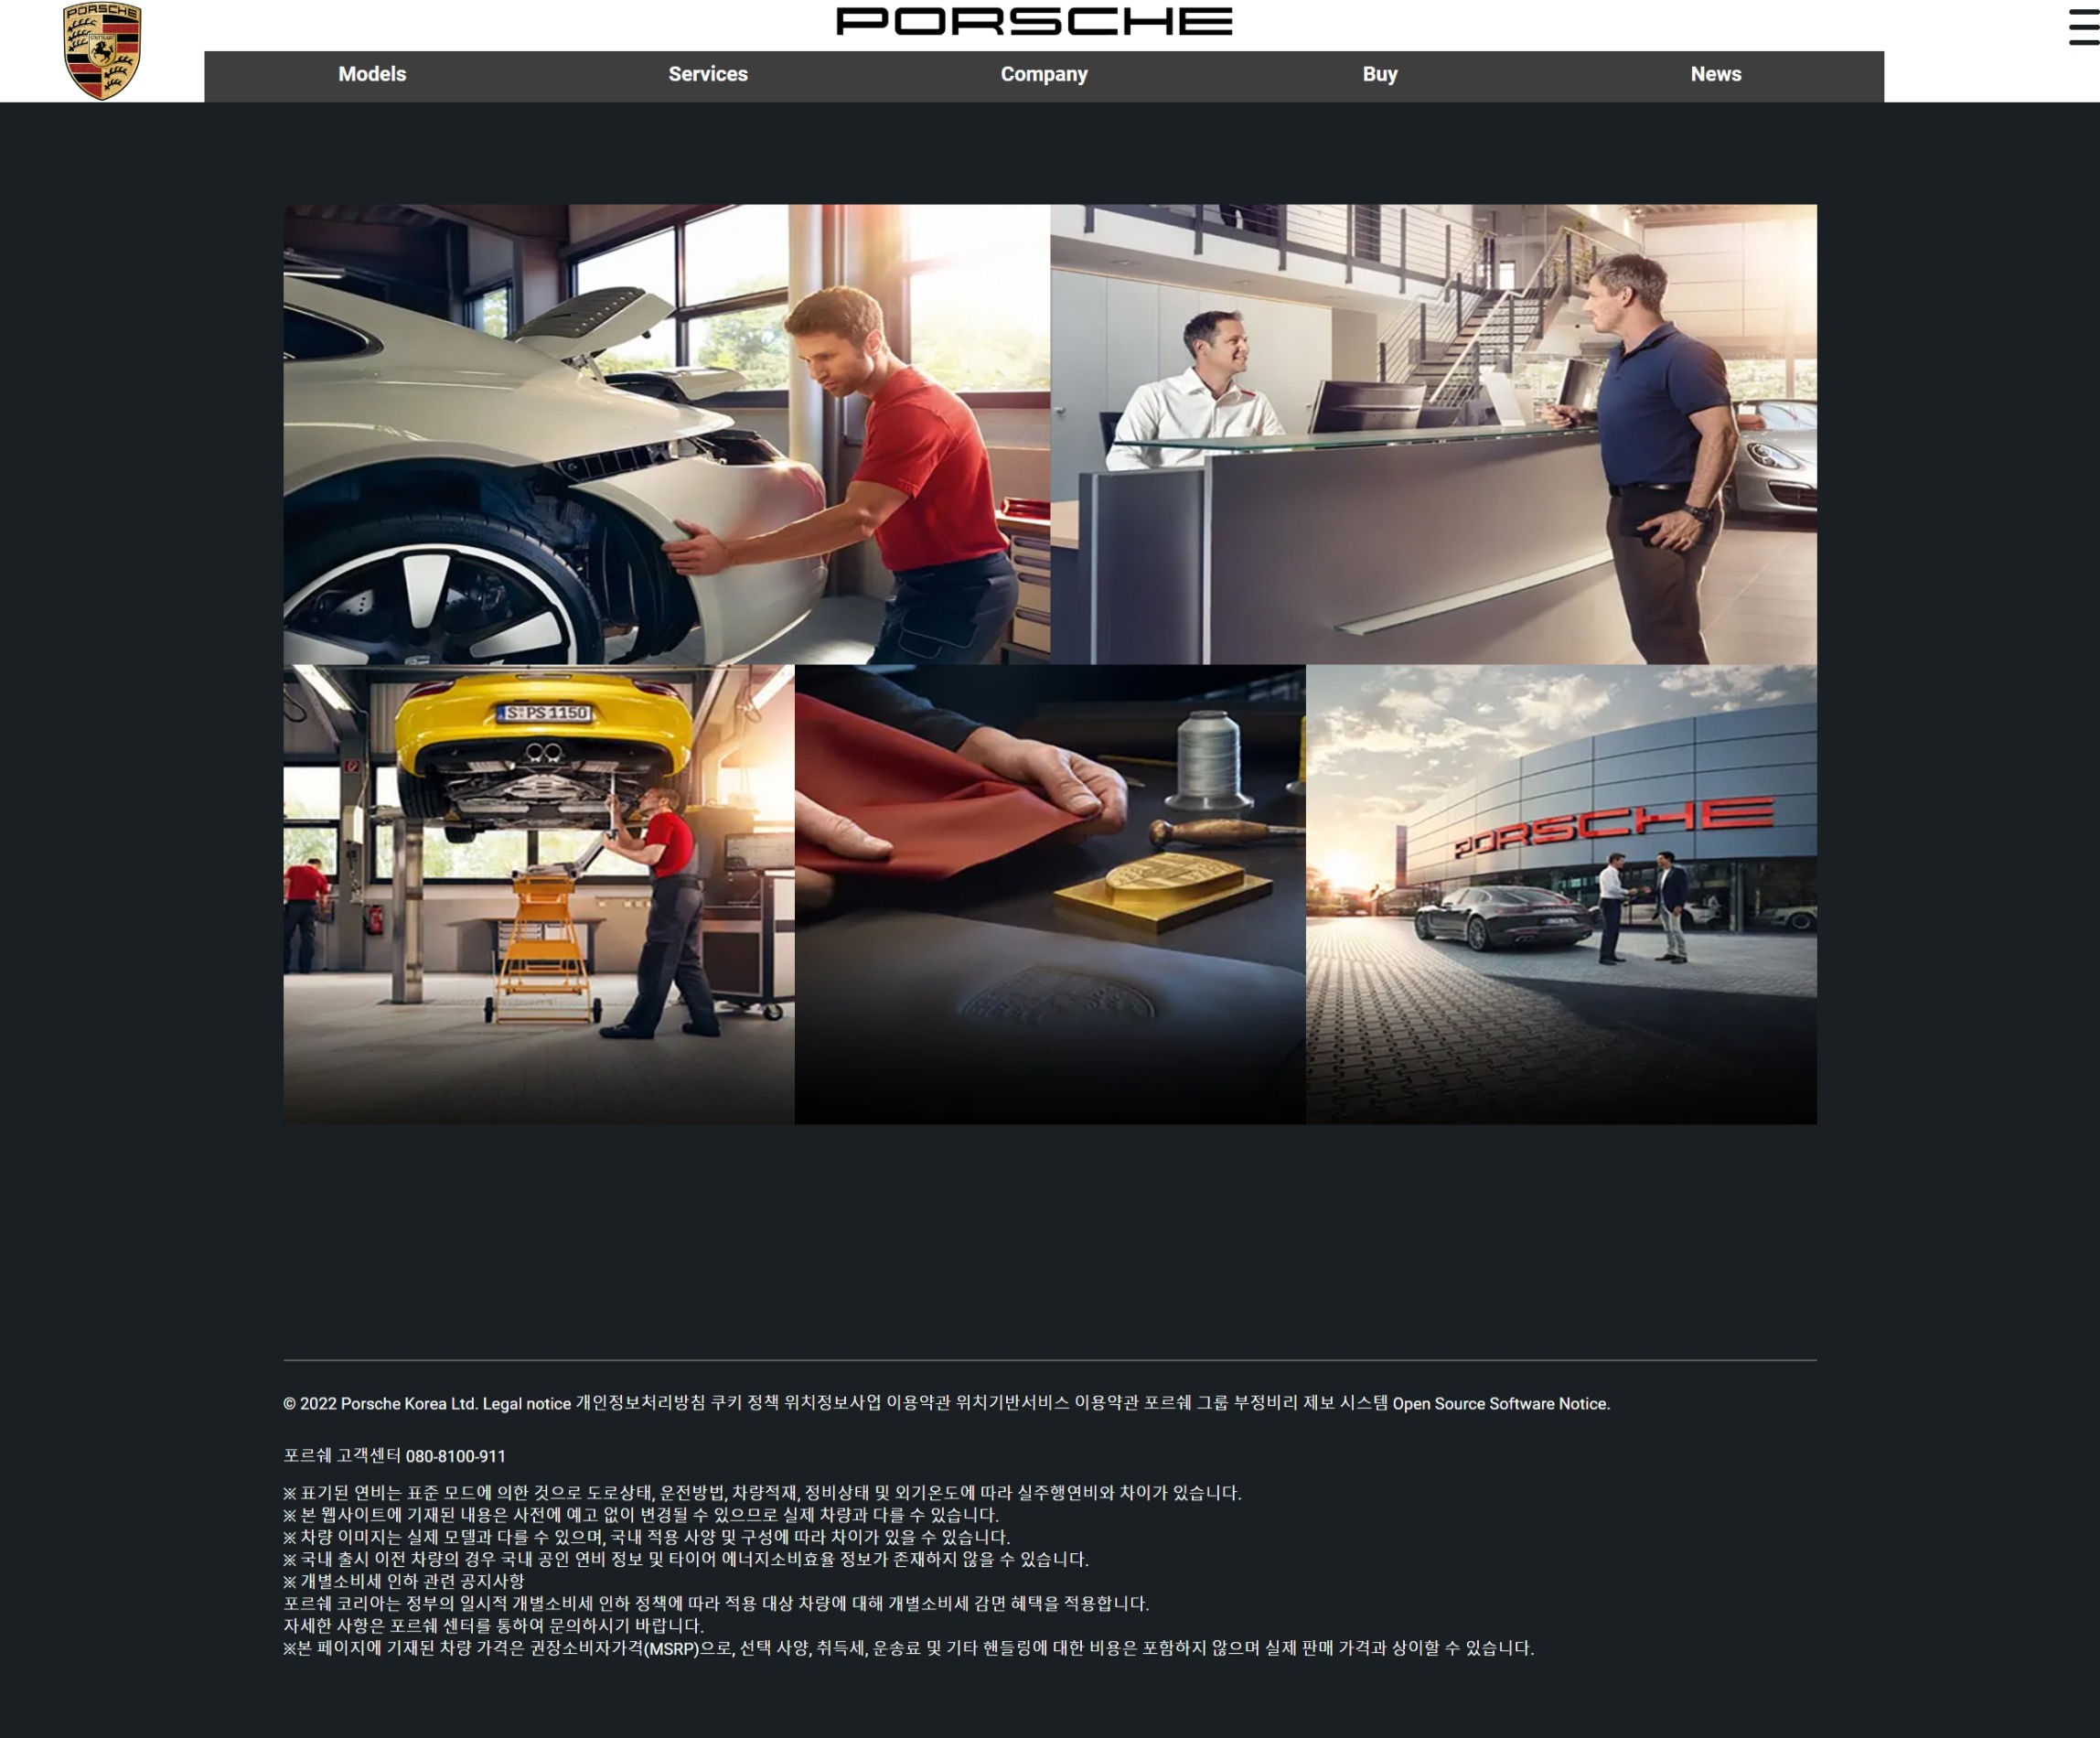 PORSCHE
STUTTGART
PORSCHE
Models
Services
Company
Buy
News
S PS 1150
PORSCHE
© 2022 Porsche Korea Ltd. Legal notice 개인정보처리방침 쿠키 정책 위치정보사업 이용약관 위치기반서비스 이용약관 포르쉐 그룹 부정비리 제보 시스템 Open Source Software Notice.
포르쉐 고객센터 080-8100-911
※ 표기된 연비는 표준 모드에 의한 것으로 도로상태, 운전방법, 차량적재, 정비상태 및 외기온도에 따라 실주행연비와 차이가 있습니다.
※ 본 웹사이트에 기재된 내용은 사전에 예고 없이 변경될 수 있으므로 실제 차량과 다를 수 있습니다.
※ 차량 이미지는 실제 모델과 다를 수 있으며, 국내 적용 사양 및 구성에 따라 차이가 있을 수 있습니다.
※ 국내 출시 이전 차량의 경우 국내 공인 연비 정보 및 타이어 에너지소비효율 정보가 존재하지 않을 수 있습니다.
※ 개별소비세 인하 관련 공지사항
포르쉐 코리아는 정부의 일시적 개별소비세 인하 정책에 따라 적용 대상 차량에 대해 개별소비세 감면 혜택을 적용합니다.
자세한 사항은 포르쉐 센터를 통하여 문의하시기 바랍니다.
※본 페이지에 기재된 차량 가격은 권장소비자가격(MSRP)으로, 선택 사양, 취득세, 운송료 및 기타 핸들링에 대한 비용은 포함하지 않으며 실제 판매 가격과 상이할 수 있습니다.